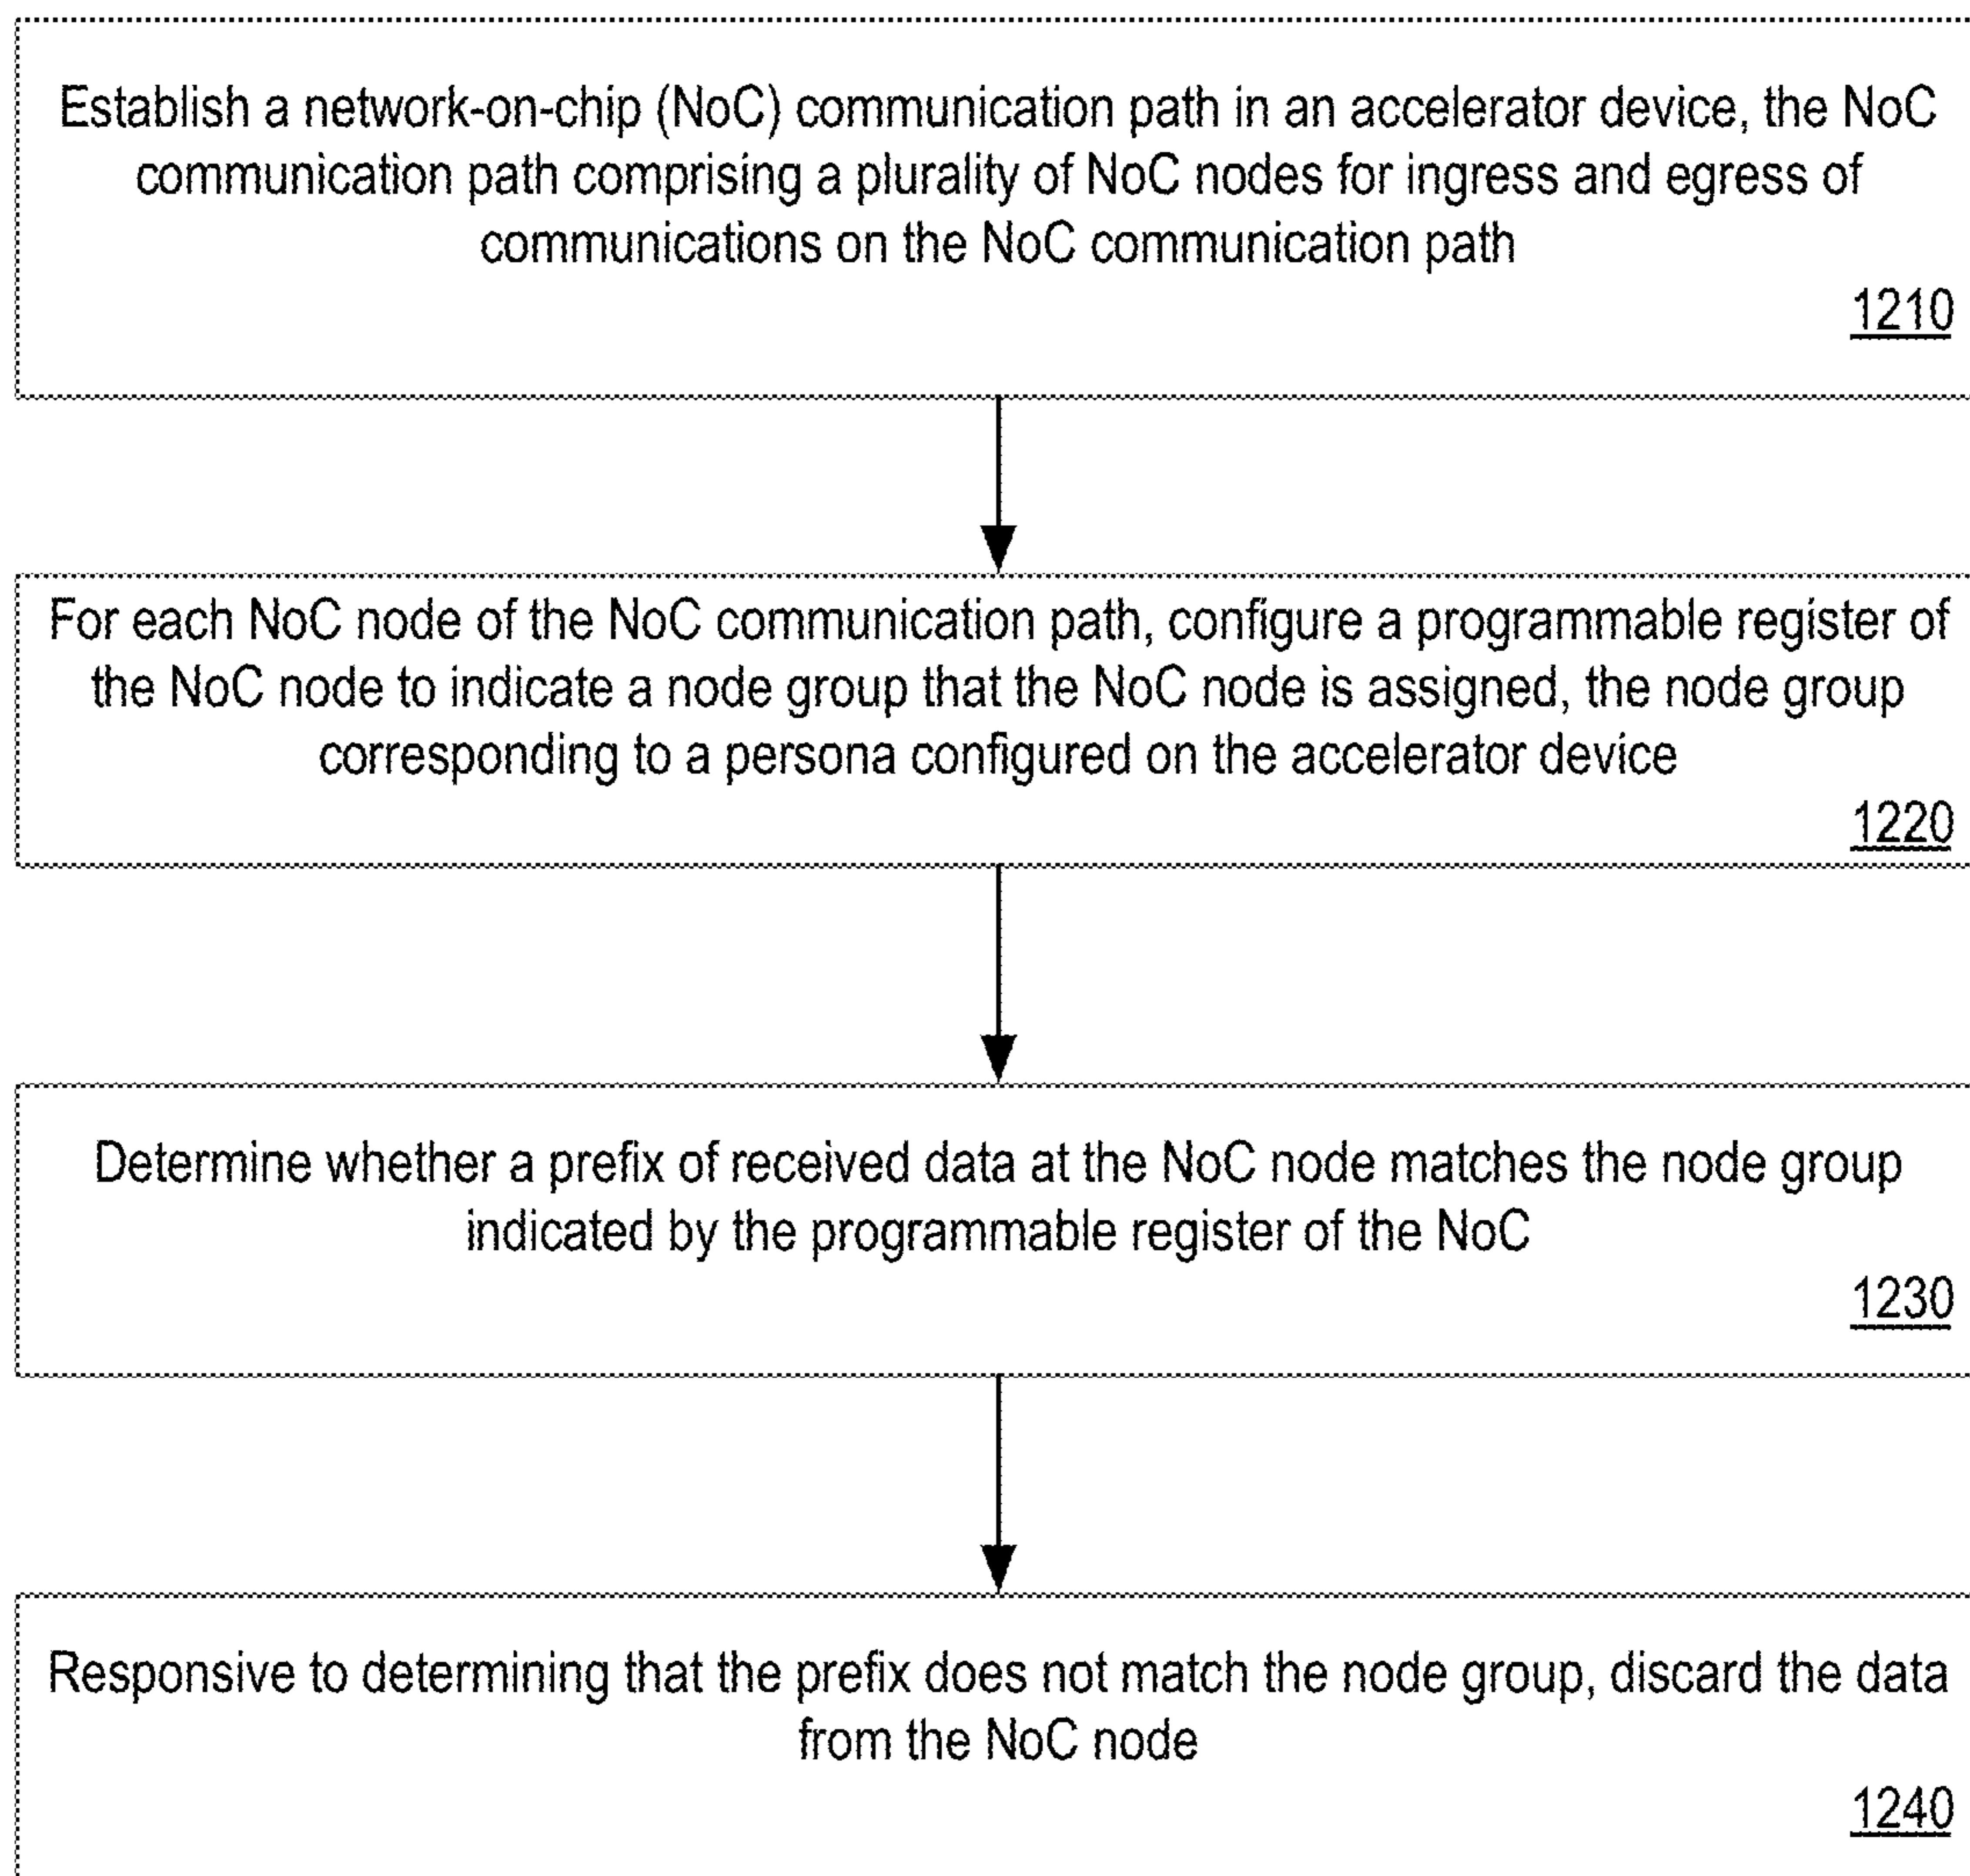 Establish a network-on-chip (NoC) communication path in an accelerator device, the NoC
communication path comprising a plurality of NoC nodes for ingress and egress of
communications on the NoC communication path
1210
For each NoC node of the NoC communication path, configure a programmable register of
the NoC node to indicate a node group that the NoC node is assigned, the node group
corresponding to a persona configured on the accelerator device
1220
Determine whether a prefix of received data at the NoC node matches the node group
indicated by the programmable register of the NoC
1230
Responsive to determining that the prefix does not match the node group, discard the data
from the NoC node
1240